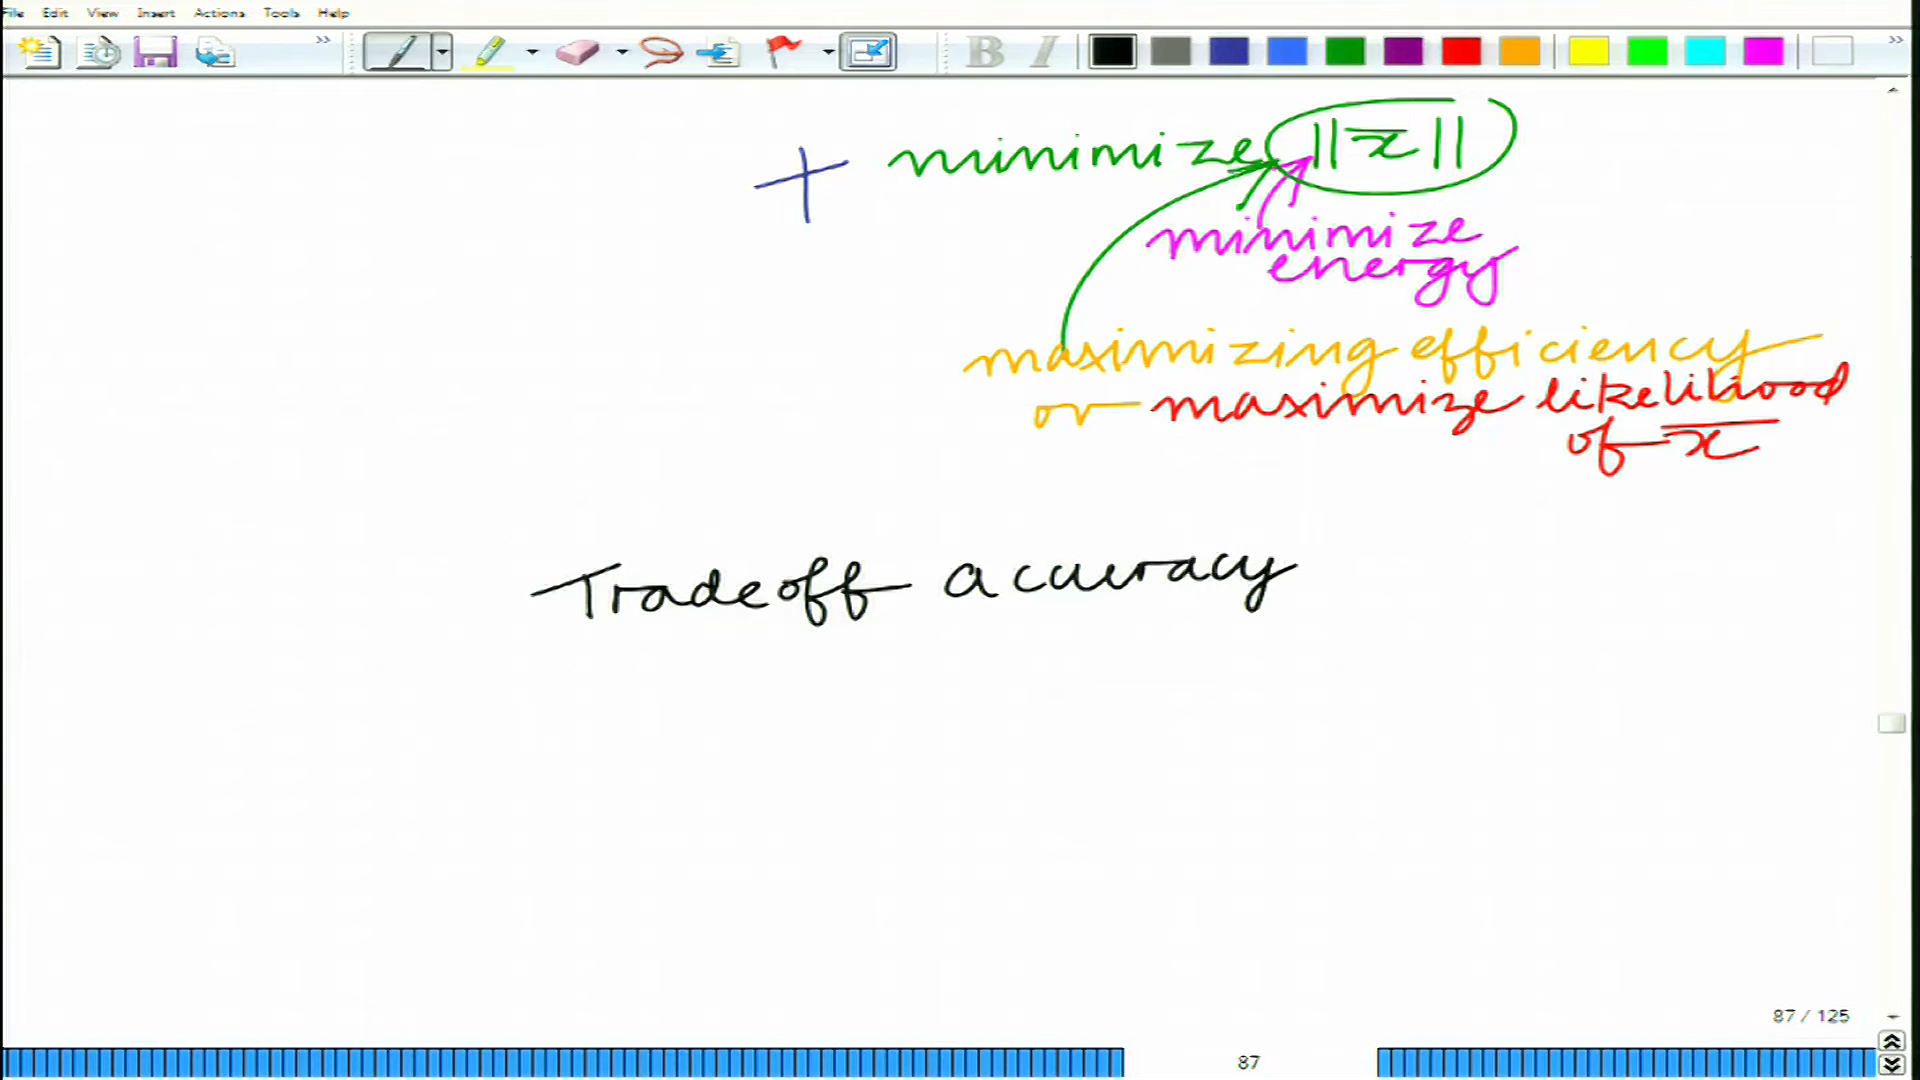 File Edit View Insert Actions Tools Help
B I
+ minimize ||x̅||
minimize
energy
maximizing efficiency
or maximize likelihood
of x̅
Tradeoff accuracy
87 / 125
87